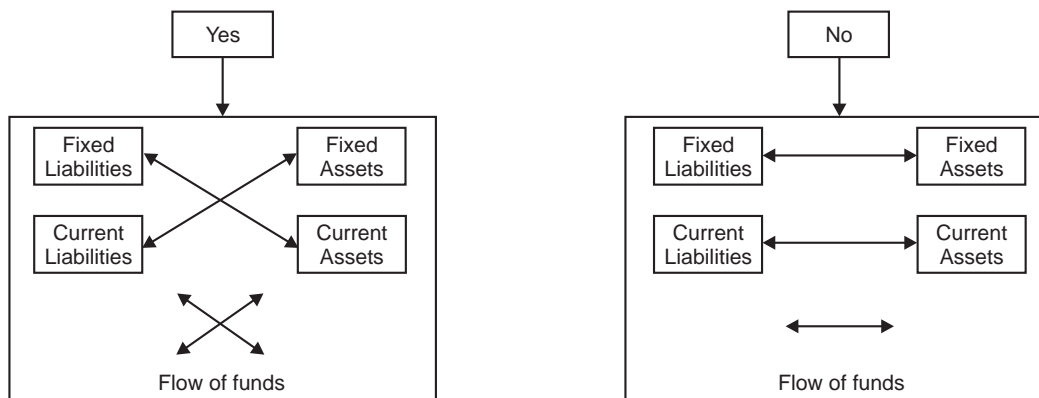 Yes
Fixed
Liabilities
Fixed
Assets
Current
Liabilities
Current
Assets
Flow of funds
No
Fixed
Liabilities
Fixed
Assets
Current
Liabilities
Current
Assets
Flow of funds